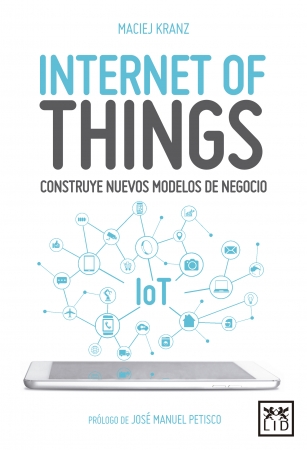 MACIEJ KRANZ
INTERNET OF
THINGS
CONSTRUYE NUEVOS MODELOS DE NEGOCIO
IoT
PRÓLOGO DE JOSÉ MANUEL PETISCO
LID